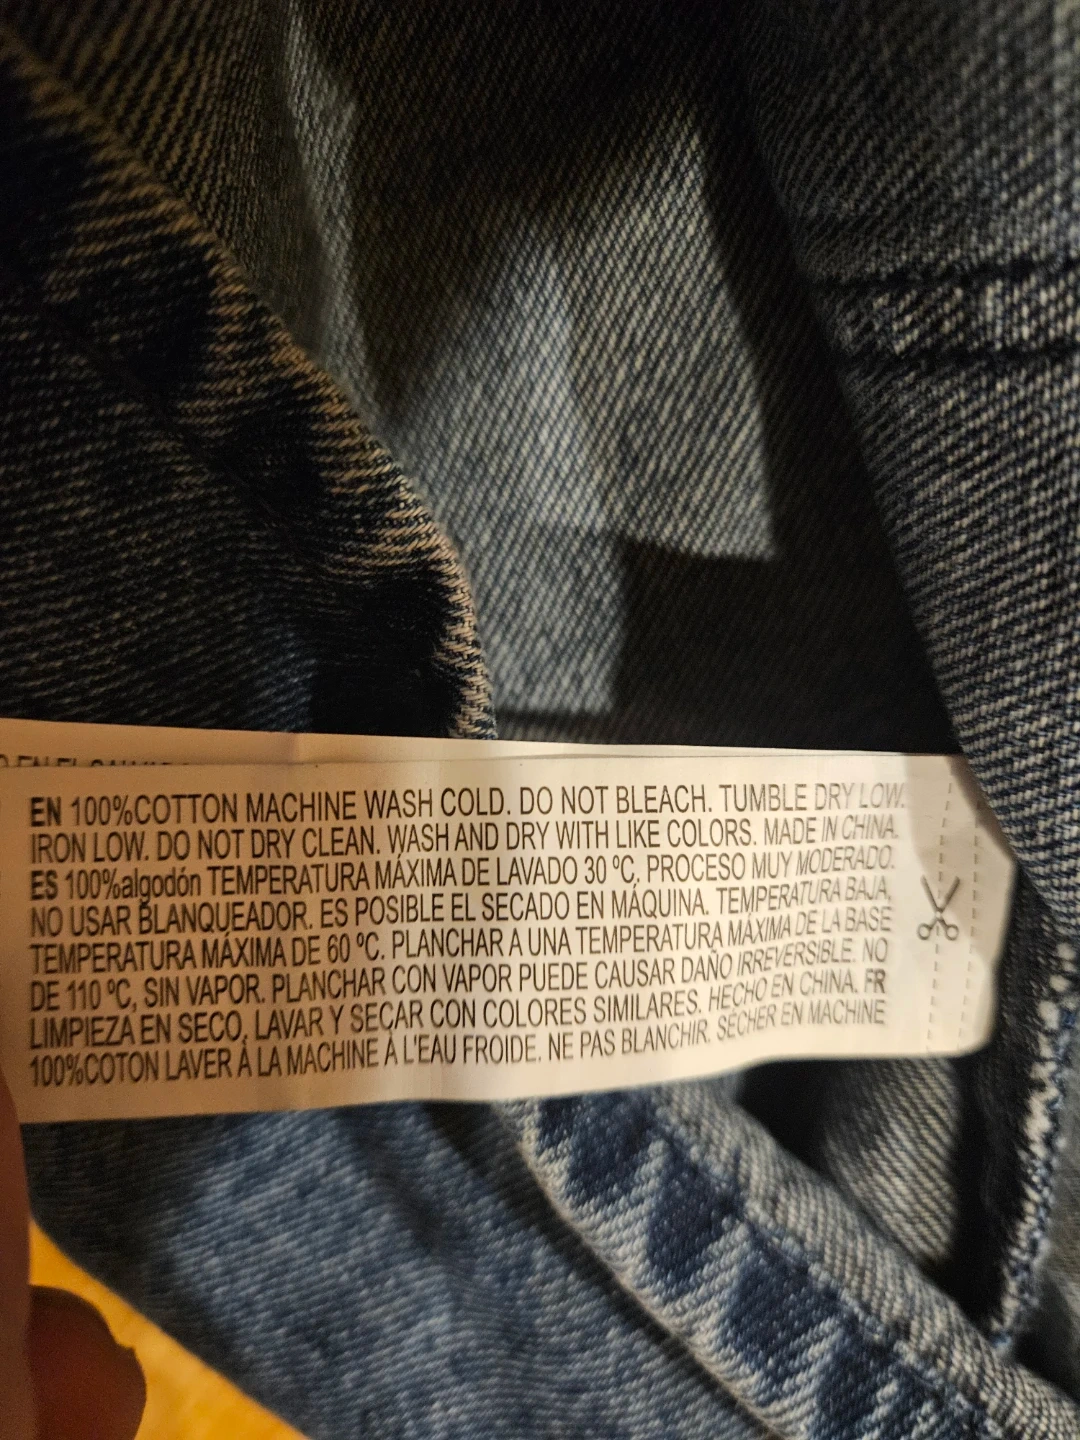 EN 100%COTTON MACHINE WASH COLD. DO NOT BLEACH. TUMBLE DRY LOW.
IRON LOW. DO NOT DRY CLEAN. WASH AND DRY WITH LIKE COLORS. MADE IN CHINA.
ES 100%algodón TEMPERATURA MÁXIMA DE LAVADO 30 ºC. PROCESO MUY MODERADO.
NO USAR BLANQUEADOR. ES POSIBLE EL SECADO EN MÁQUINA. TEMPERATURA BAJA,
TEMPERATURA MÁXIMA DE 60 ºC. PLANCHAR A UNA TEMPERATURA MÁXIMA DE LA BASE
DE 110 ºC, SIN VAPOR. PLANCHAR CON VAPOR PUEDE CAUSAR DAÑO IRREVERSIBLE. NO
LIMPIEZA EN SECO, LAVAR Y SECAR CON COLORES SIMILARES. HECHO EN CHINA. FR
100%COTON LAVER À LA MACHINE À L'EAU FROIDE. NE PAS BLANCHIR. SÉCHER EN MACHINE